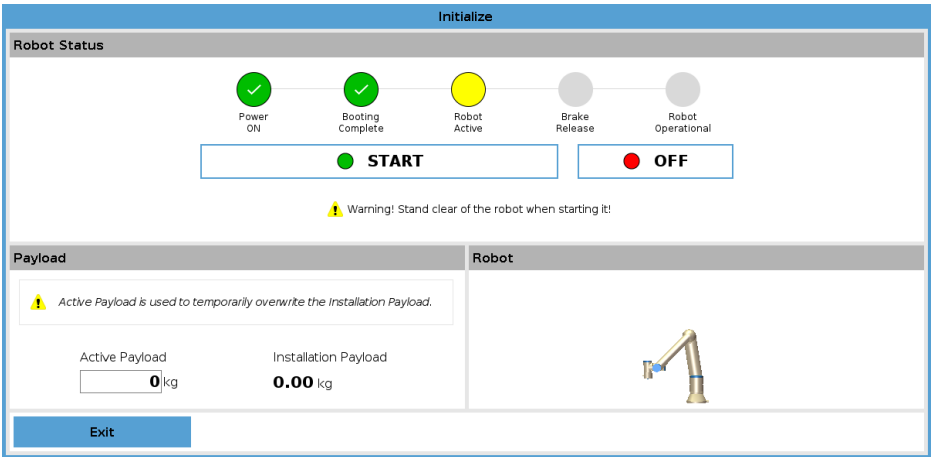 Initialize
Robot Status
Power
ON
Booting
Complete
Robot
Active
Brake
Release
Robot
Operational
START
OFF
Warning! Stand clear of the robot when starting it!
Payload
Active Payload is used to temporarily overwrite the Installation Payload.
Active Payload
0 kg
Installation Payload
0.00 kg
Robot
Exit